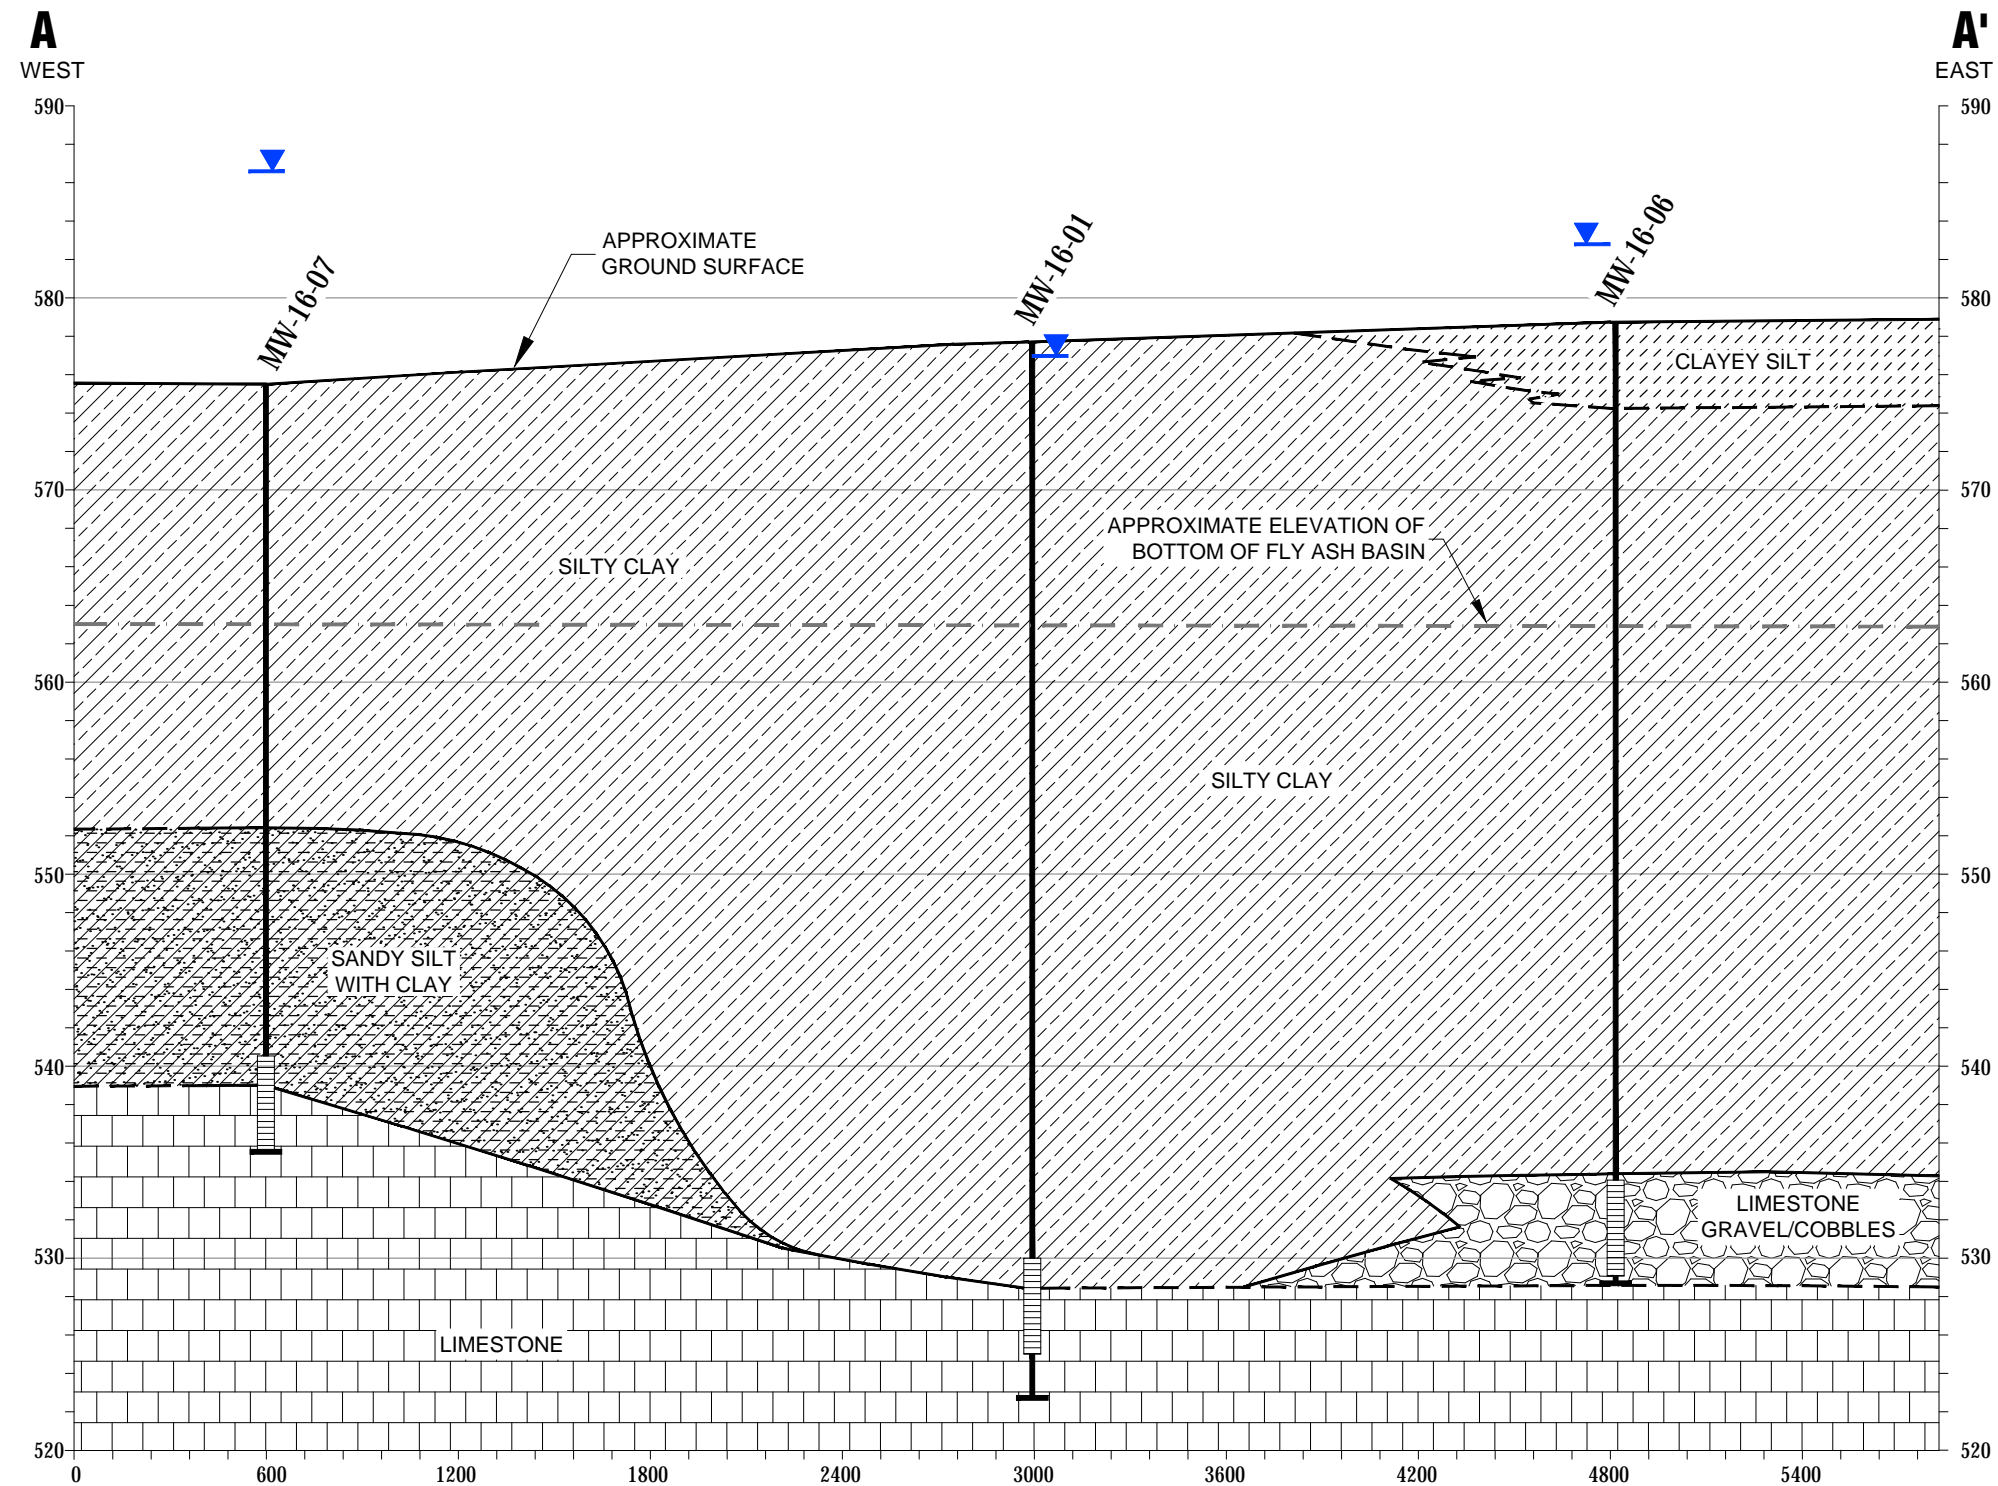 A
WEST
A'
EAST
590
590
MW-16-06
MW-16-01
APPROXIMATE
GROUND SURFACE
MW-16-07
580
580
CLAYEY SILT
570
570
APPROXIMATE ELEVATION OF
BOTTOM OF FLY ASH BASIN
SILTY CLAY
560
560
SILTY CLAY
550
550
SANDY SILT
WITH CLAY
540
540
LIMESTONE
GRAVEL/COBBLES
530
530
LIMESTONE
520
520
0 600 1200 1800 2400 3000 3600 4200 4800 5400